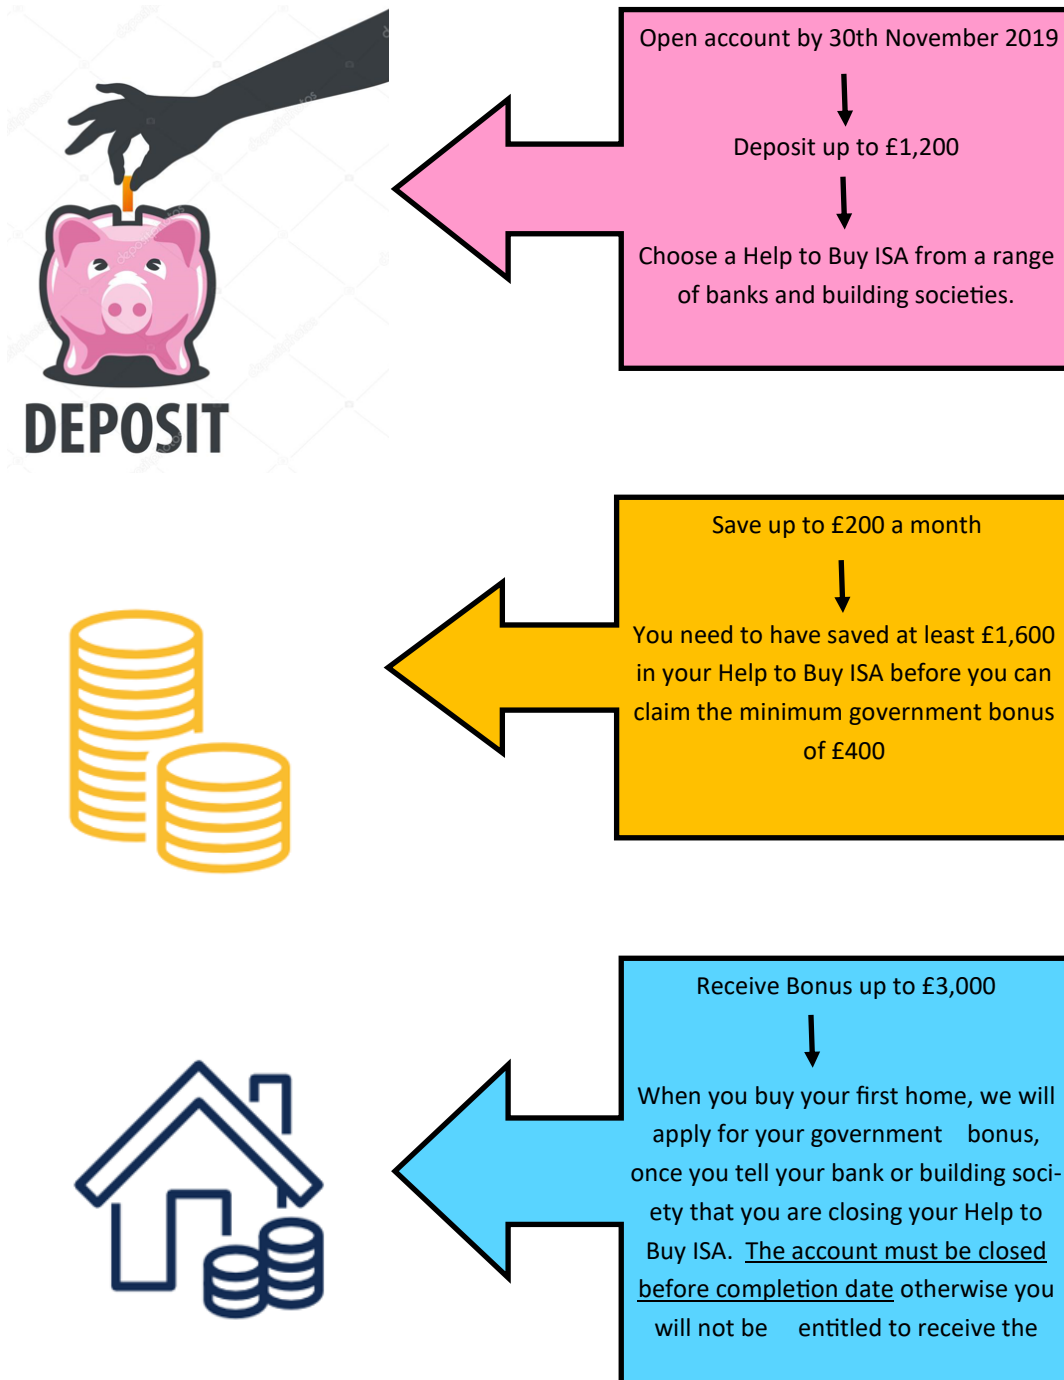 Open account by 30th November 2019
Deposit up to £1,200
Choose a Help to Buy ISA from a range
of banks and building societies.
DEPOSIT
Save up to £200 a month
You need to have saved at least £1,600
in your Help to Buy ISA before you can
claim the minimum government bonus
of £400
Receive Bonus up to £3,000
When you buy your first home, we will
apply for your government bonus,
once you tell your bank or building soci-
ety that you are closing your Help to
Buy ISA. The account must be closed
before completion date otherwise you
will not be entitled to receive the